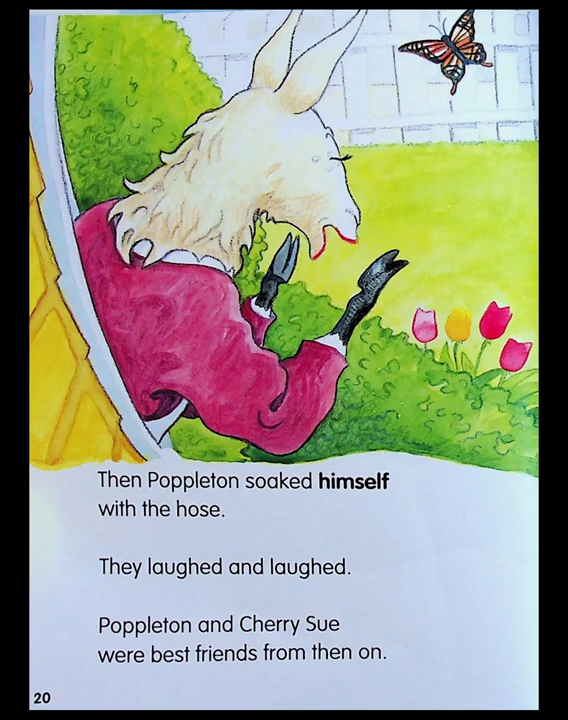 Then Poppleton soaked himself
with the hose.
They laughed and laughed.
Poppleton and Cherry Sue
were best friends from then on.
20